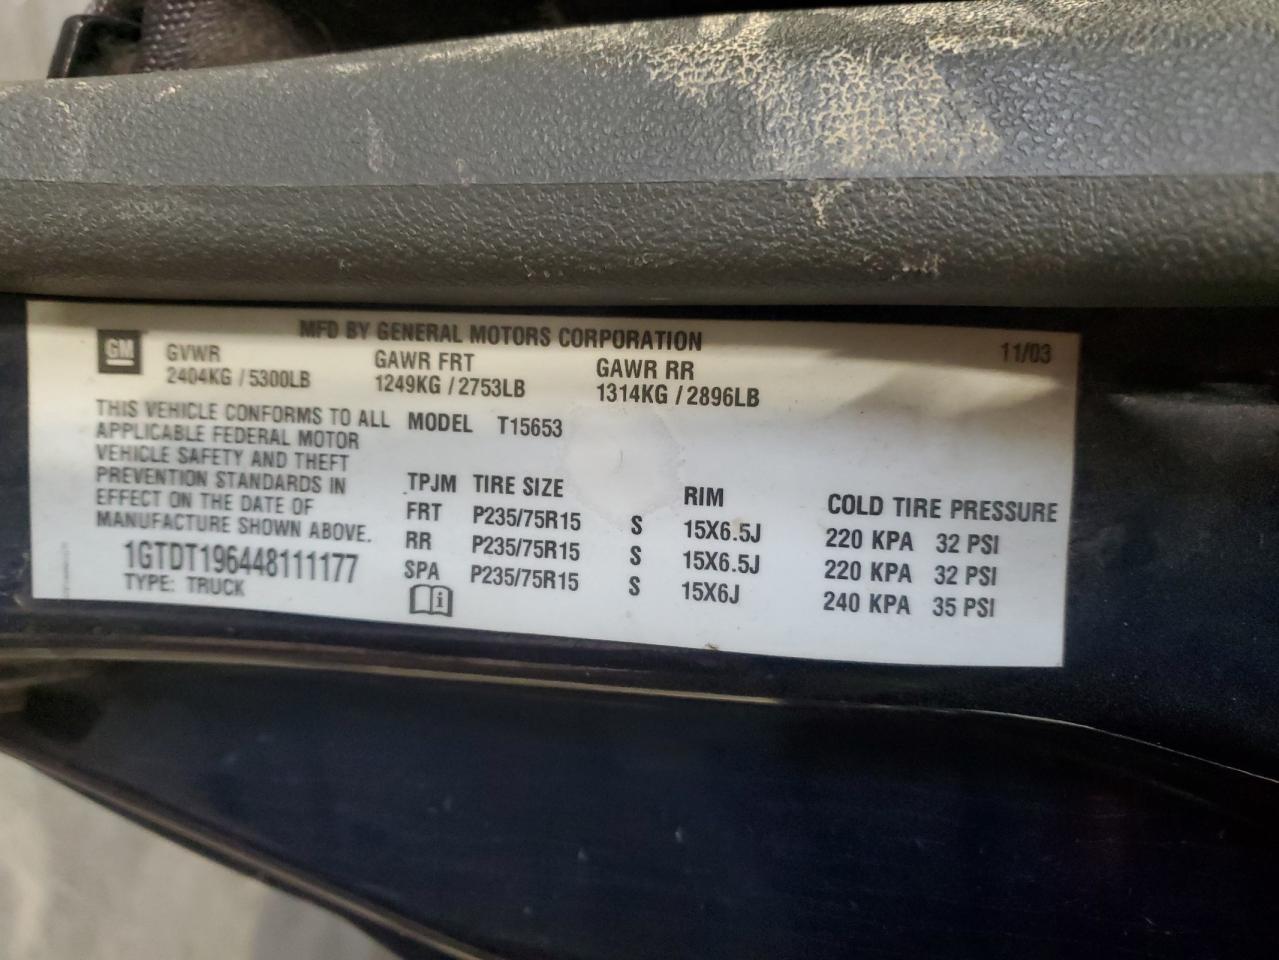 MFD BY GENERAL MOTORS CORPORATION 11/03
GM
GVWR GAWR FRT GAWR RR
2404KG / 5300LB 1249KG / 2753LB 1314KG / 2896LB
THIS VEHICLE CONFORMS TO ALL
APPLICABLE FEDERAL MOTOR
VEHICLE SAFETY AND THEFT
PREVENTION STANDARDS IN
EFFECT ON THE DATE OF
MANUFACTURE SHOWN ABOVE.
1GTDT196448111177
TYPE: TRUCK
MODEL T15653
TPJM TIRE SIZE RIM COLD TIRE PRESSURE
FRT P235/75R15 S 15X6.5J 220 KPA 32 PSI
RR P235/75R15 S 15X6.5J 220 KPA 32 PSI
SPA P235/75R15 S 15X6J 240 KPA 35 PSI
i